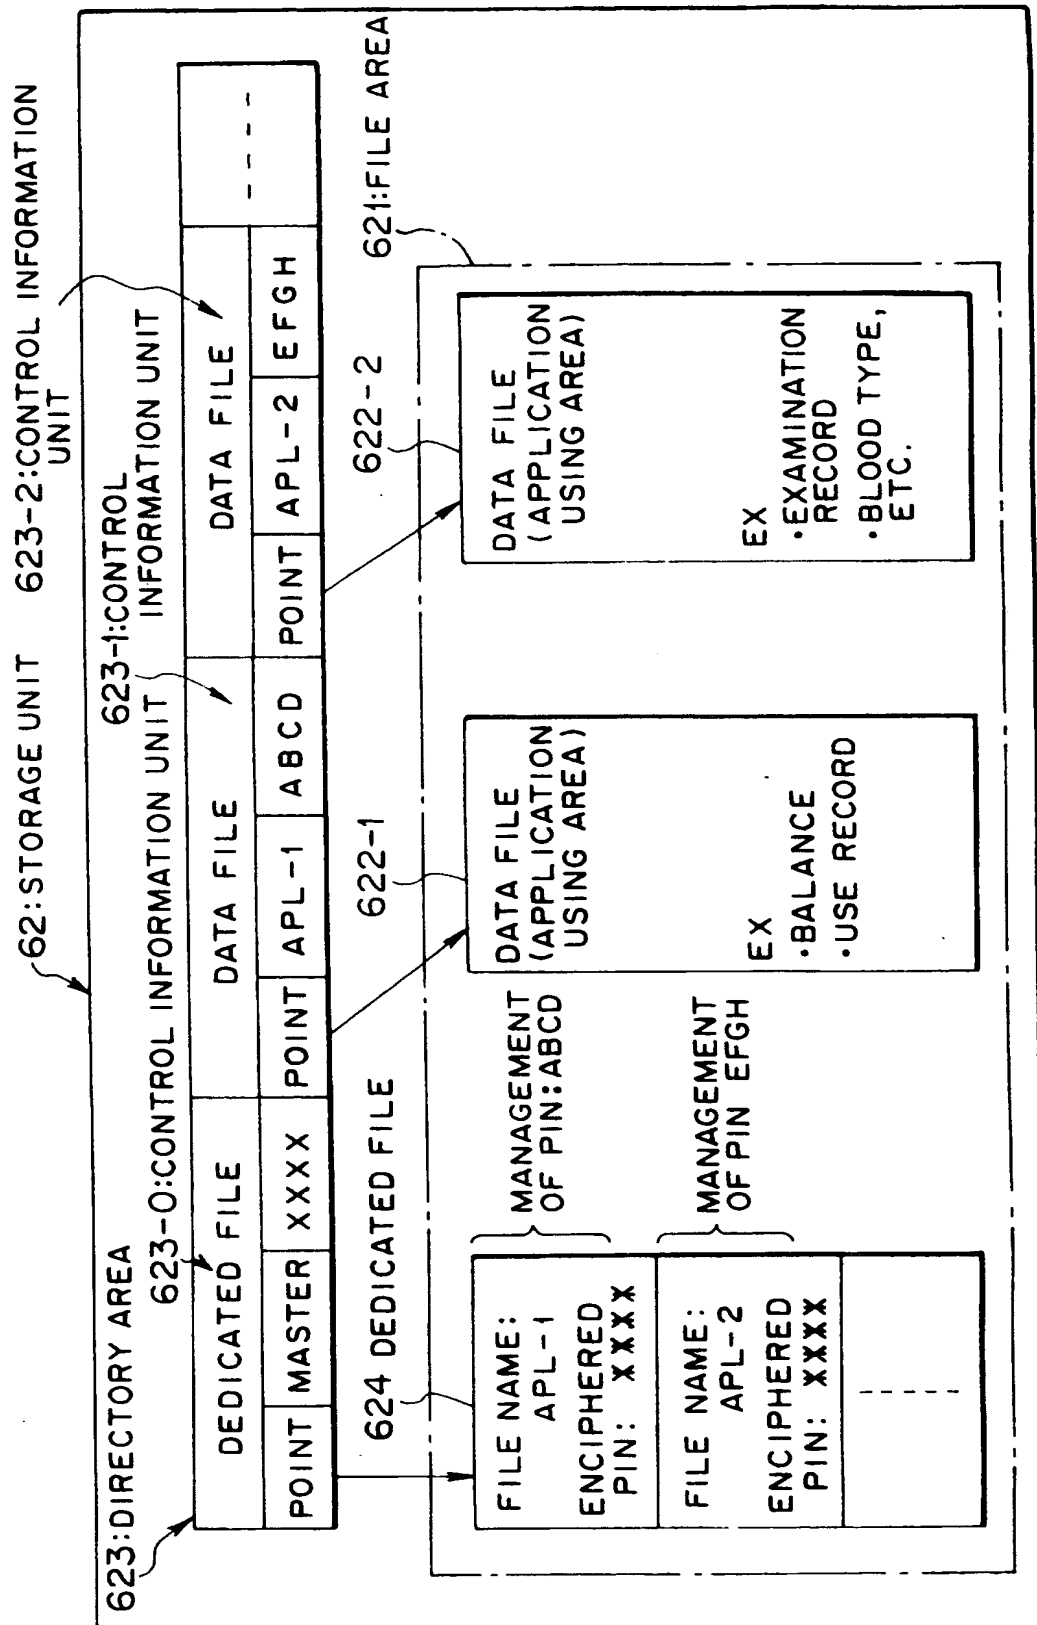 62:STORAGE UNIT
623-2:CONTROL INFORMATION
UNIT
623:DIRECTORY AREA
623-0:CONTROL INFORMATION UNIT
623-1:CONTROL
INFORMATION UNIT
DEDICATED FILE
DATA FILE
DATA FILE
POINT MASTER XXXX POINT APL-1 ABCD POINT APL-2 EFGH
624 DEDICATED FILE
622-1
622-2
621:FILE AREA
FILE NAME:
APL-1
ENCIPHERED
PIN: XXXX
MANAGEMENT
OF PIN:ABCD
FILE NAME:
APL-2
ENCIPHERED
PIN: XXXX
MANAGEMENT
OF PIN EFGH
DATA FILE
(APPLICATION
USING AREA)
EX
·BALANCE
·USE RECORD
DATA FILE
(APPLICATION
USING AREA)
EX
·EXAMINATION
RECORD
·BLOOD TYPE,
ETC.